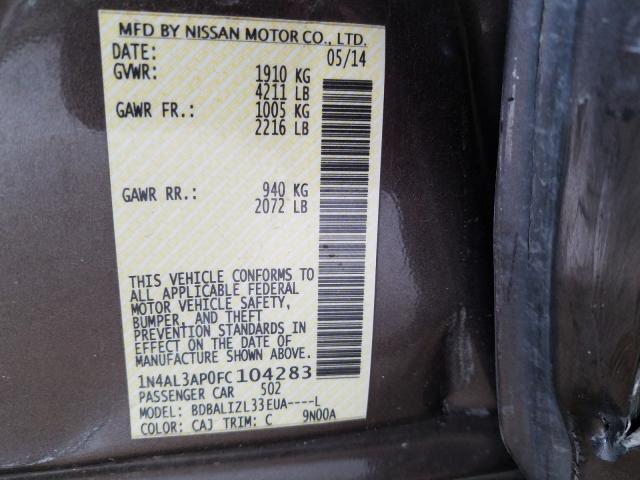 MFD BY NISSAN MOTOR CO., LTD.
DATE: 05/14
GVWR: 1910 KG
4211 LB
GAWR FR.: 1005 KG
2216 LB
GAWR RR.: 940 KG
2072 LB
THIS VEHICLE CONFORMS TO
ALL APPLICABLE FEDERAL
MOTOR VEHICLE SAFETY,
BUMPER, AND THEFT
PREVENTION STANDARDS IN
EFFECT ON THE DATE OF
MANUFACTURE SHOWN ABOVE.
1N4AL3AP0FC104283
PASSENGER CAR 502
MODEL: BDBALIZL33EUA----L
COLOR: CAJ TRIM: C 9N00A